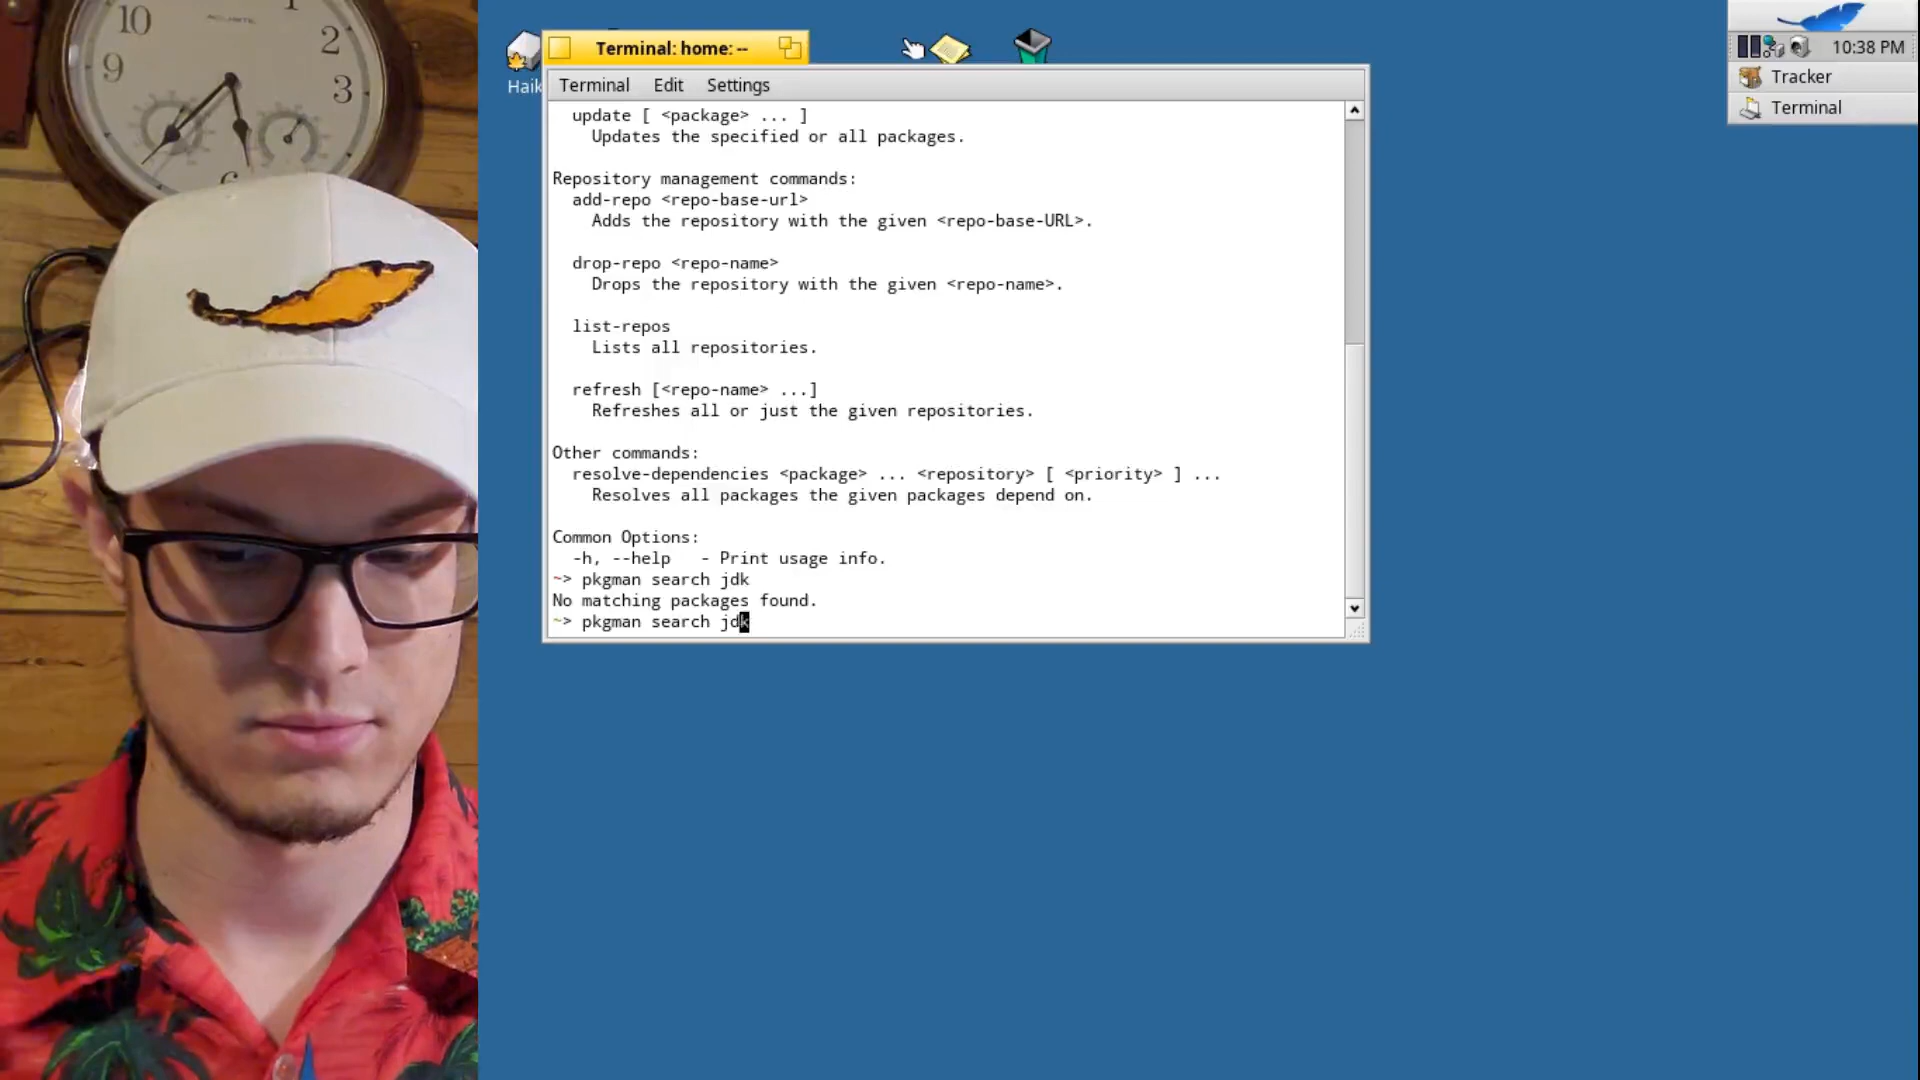 10
ACURITE
1
2
9
3
6
Haik
Terminal: home: --
Terminal Edit Settings
update [ <package> ... ]
Updates the specified or all packages.
Repository management commands:
add-repo <repo-base-url>
Adds the repository with the given <repo-base-URL>.
drop-repo <repo-name>
Drops the repository with the given <repo-name>.
list-repos
Lists all repositories.
refresh [<repo-name> ...]
Refreshes all or just the given repositories.
Other commands:
resolve-dependencies <package> ... <repository> [ <priority> ] ...
Resolves all packages the given packages depend on.
Common Options:
-h, --help - Print usage info.
~> pkgman search jdk
No matching packages found.
~> pkgman search jdk
10:38 PM
Tracker
Terminal